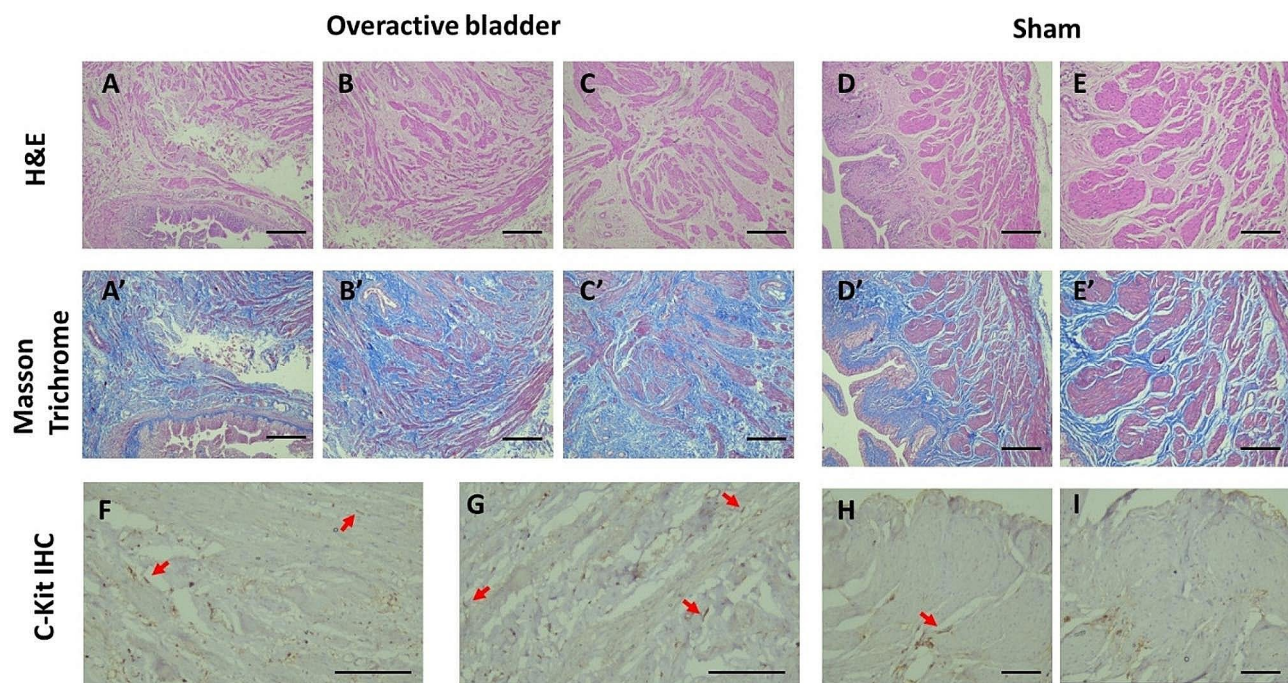 Overactive bladder
Sham
H&E
A
B
C
D
E
Masson
Trichrome
A’
B’
C’
D’
E’
C-Kit IHC
F
G
H
I